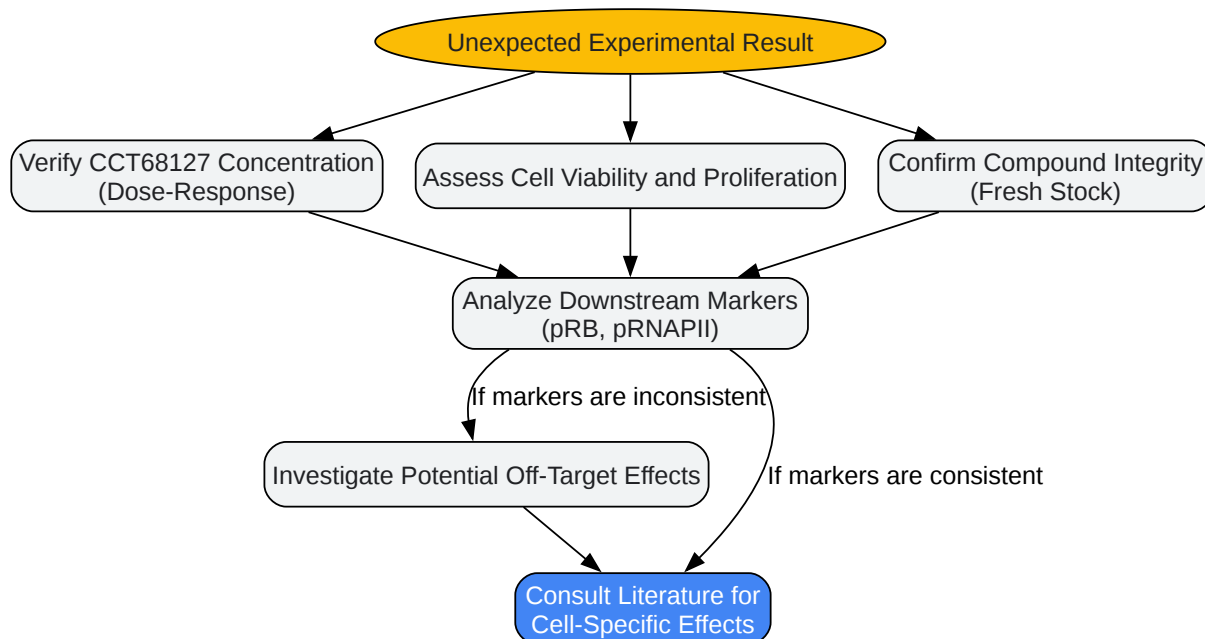 Unexpected Experimental Result
Verify CCT68127 Concentration
(Dose-Response)
Assess Cell Viability and Proliferation
Confirm Compound Integrity
(Fresh Stock)
Analyze Downstream Markers
(pRB, pRNAPII)
If markers are inconsistent
Investigate Potential Off-Target Effects
If markers are consistent
Consult Literature for
Cell-Specific Effects